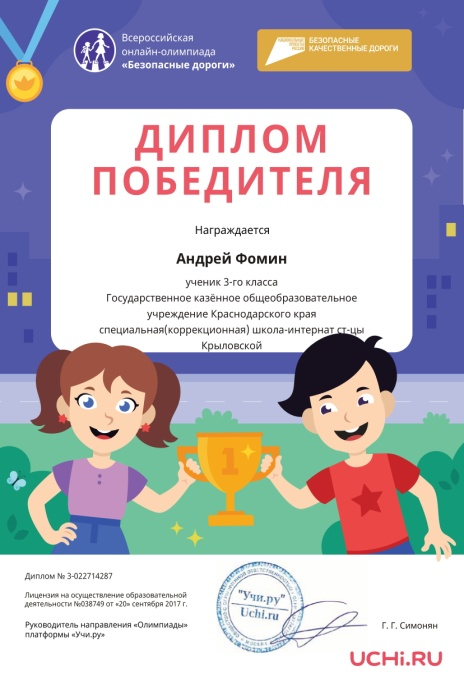 Всероссийская
онлайн-олимпиада
«Безопасные дороги»
БЕЗОПАСНЫЕ
КАЧЕСТВЕННЫЕ ДОРОГИ
ДИПЛОМ
ПОБЕДИТЕЛЯ
Награждается
Андрей Фомин
ученик 3-го класса
Государственное казённое общеобразовательное
учреждение Краснодарского края
специальная(коррекционная) школа-интернат ст-цы
Крыловской
1
Диплом № 3-022714287
Лицензия на осуществление образовательной
деятельности №038749 от «20» сентября 2017 г.
Руководитель направления «Олимпиады»
платформы «Учи.ру»
"Учи.ру"
Uchi.ru
Г. Г. Симонян
UCHi.RU